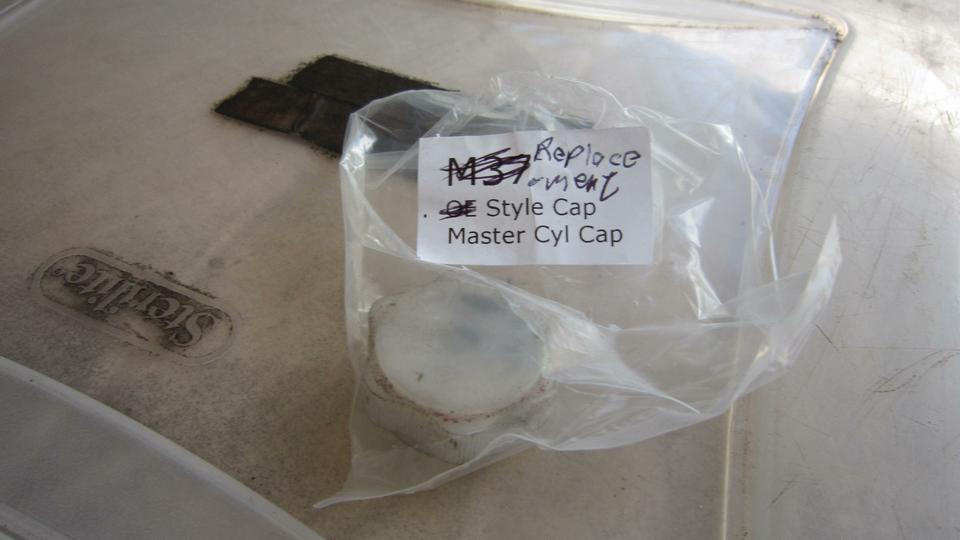 M37 Replace
-ment
. OE Style Cap
Master Cyl Cap
Sterilite